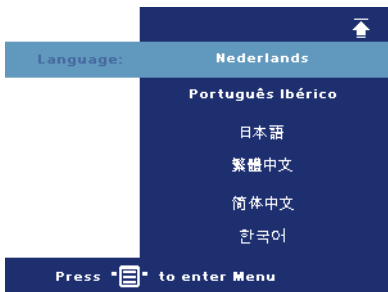 Language: Nederlands
Português Ibérico
日本語
繁體中文
简体中文
한국어
Press "" to enter Menu